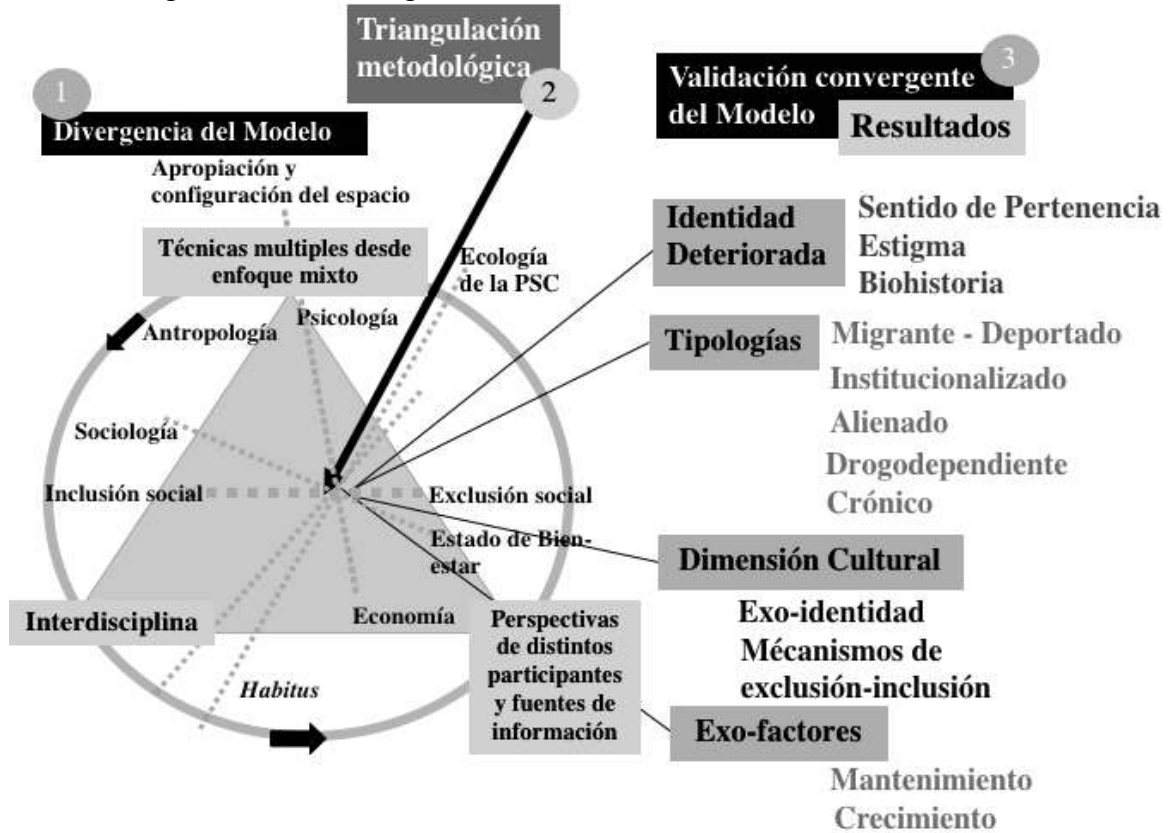 Triangulación
metodológica
2
1
Divergencia del Modelo
3
Validación convergente
del Modelo
Resultados
Apropiación y
configuración del espacio
Técnicas multiples desde
enfoque mixto
Ecología
de la PSC
Psicología
Antropología
Sociología
Inclusión social
Exclusión social
Estado de Bien-
estar
Economía
Interdisciplina
Habitus
Perspectivas
de distintos
participantes
y fuentes de
información
Identidad
Deteriorada
Sentido de Pertenencia
Estigma
Biohistoria
Tipologías
Migrante - Deportado
Institucionalizado
Alienado
Drogodependiente
Crónico
Dimensión Cultural
Exo-identidad
Mécanismos de
exclusión-inclusión
Exo-factores
Mantenimiento
Crecimiento